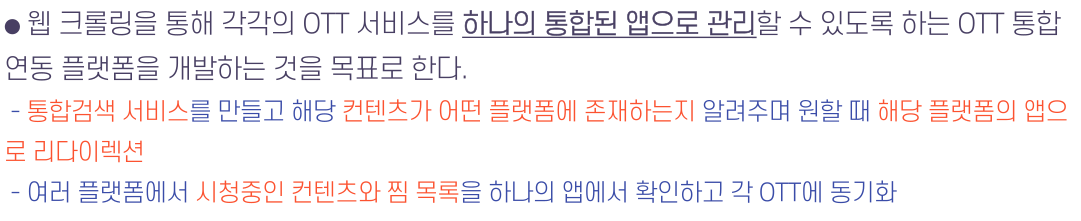 ● 웹 크롤링을 통해 각각의 OTT 서비스를 하나의 통합된 앱으로 관리할 수 있도록 하는 OTT 통합
연동 플랫폼을 개발하는 것을 목표로 한다.
- 통합검색 서비스를 만들고 해당 컨텐츠가 어떤 플랫폼에 존재하는지 알려주며 원할 때 해당 플랫폼의 앱으
로 리다이렉션
- 여러 플랫폼에서 시청중인 컨텐츠와 찜 목록을 하나의 앱에서 확인하고 각 OTT에 동기화